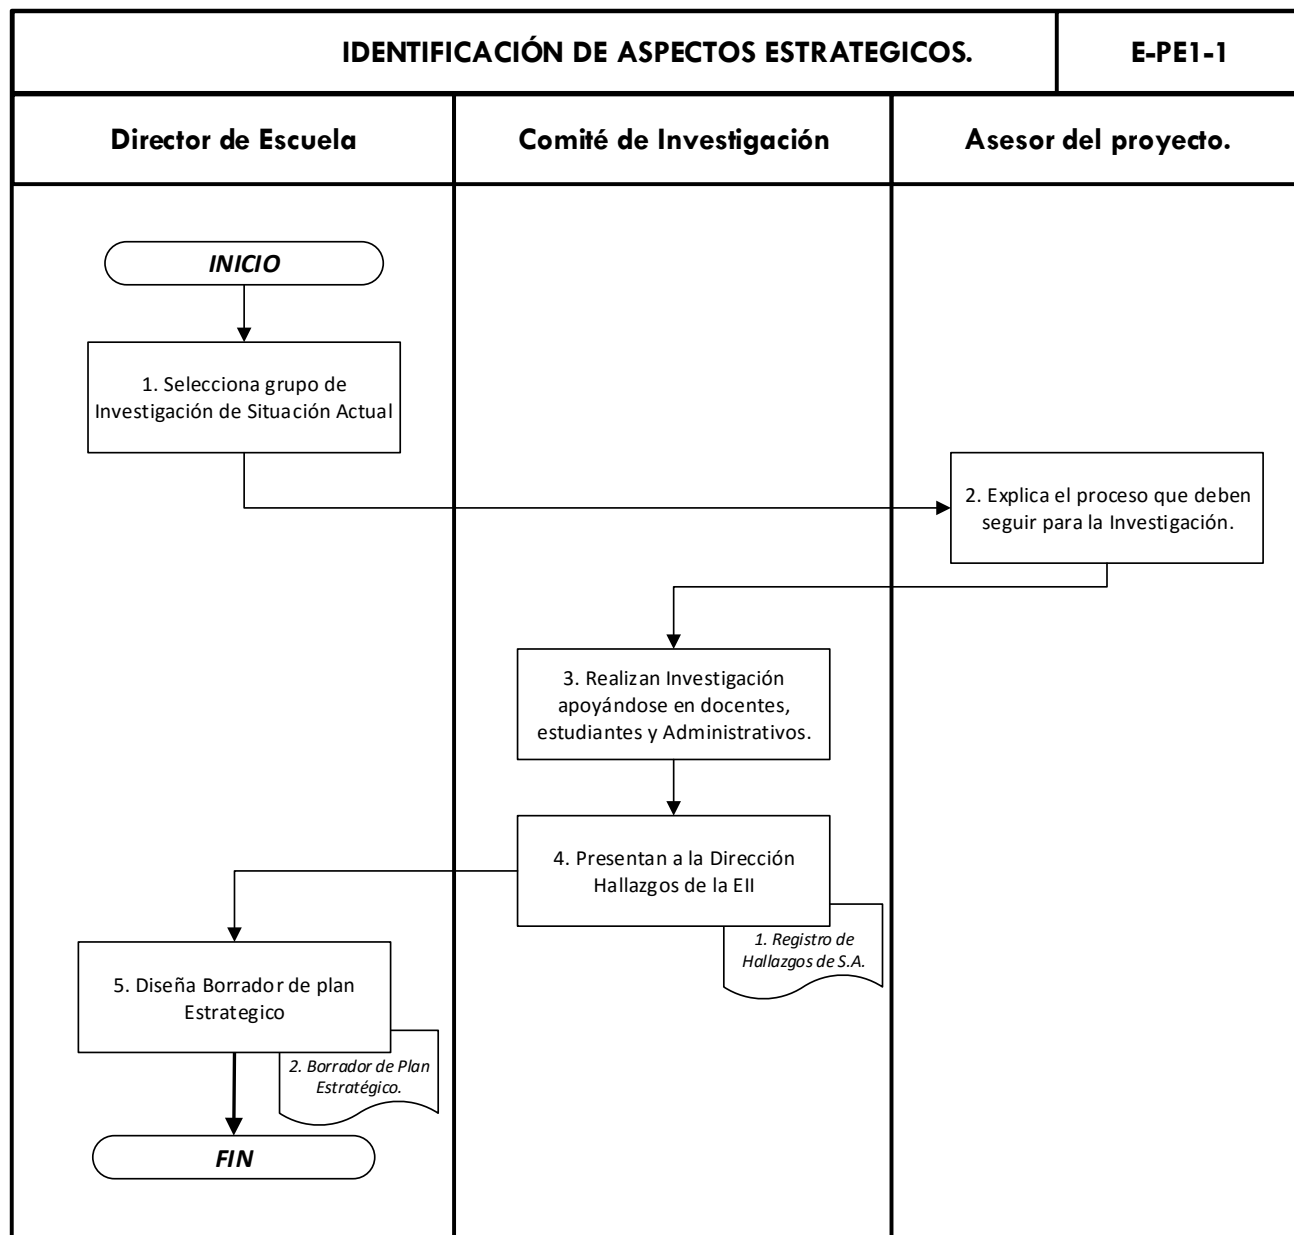 IDENTIFICACIÓN DE ASPECTOS ESTRATEGICOS.
E-PE1-1
Director de Escuela
Comité de Investigación
Asesor del proyecto.
INICIO
1. Selecciona grupo de
Investigación de Situación Actual
2. Explica el proceso que deben
seguir para la Investigación.
3. Realizan Investigación
apoyándose en docentes,
estudiantes y Administrativos.
4. Presentan a la Dirección
Hallazgos de la EII
1. Registro de
Hallazgos de S.A.
5. Diseña Borrador de plan
Estrategico
2. Borrador de Plan
Estratégico.
FIN